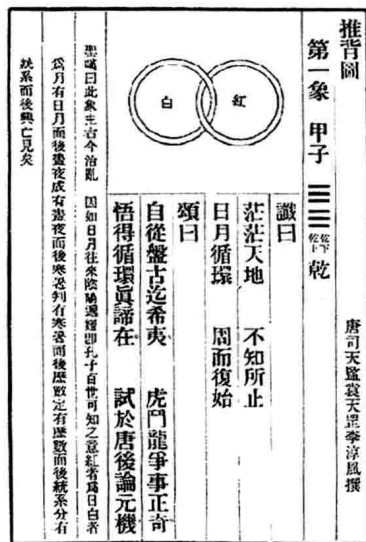 推背圖
唐司天監袁天罡李淳風撰
第一象 甲子 ䷀ 乾下乾上 乾
紅 白
讖曰
茫茫天地 不知所止
日月循環 周而復始
頌曰
自從盤古迄希夷 虎鬥龍爭事正奇
悟得循環眞諦在 試於唐後論元機
聖嘆曰此象主古今治亂 因如日月往來陰陽遞嬗卽孔子百世可知之意紅者爲日白者
爲月有日月而後晝夜成有晝夜而後寒暑判有寒暑而後歷數定有歷數而後統系分有
統系而後興亡見矣